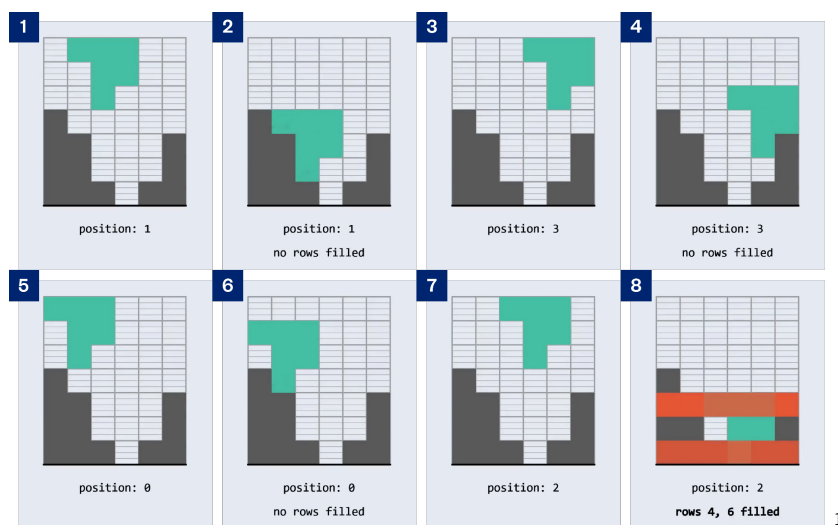 1
2
3
4
position: 1
position: 1
position: 3
position: 3
no rows filled
no rows filled
5
6
7
8
position: 0
position: 0
position: 2
position: 2
no rows filled
rows 4, 6 filled